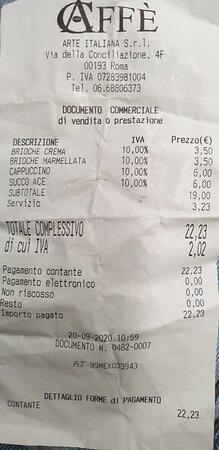 CAFFÈ
ARTE ITALIANA S.r.l.
Via della Conciliazione, 4F
00193 Roma
P. IVA 07283981004
Tel. 06.68806373
DOCUMENTO COMMERCIALE
di vendita o prestazione
DESCRIZIONE IVA Prezzo(€)
BRIOCHE CREMA 10,00% 3,50
BRIOCHE MARMELLATA 10,00% 3,50
CAPPUCCINO 10,00% 6,00
SUCCO ACE 10,00% 6,00
SUBTOTALE 19,00
Servizio 3,23
TOTALE COMPLESSIVO 22,23
di cui IVA 2,02
Pagamento contante 22,23
Pagamento elettronico 0,00
Non riscosso 0,00
Resto 0,00
Importo pagato 22,23
20-09-2020 10:59
DOCUMENTO N. 0482-0007
RT 99MEX033943
DETTAGLIO FORME di PAGAMENTO
CONTANTE 22,23